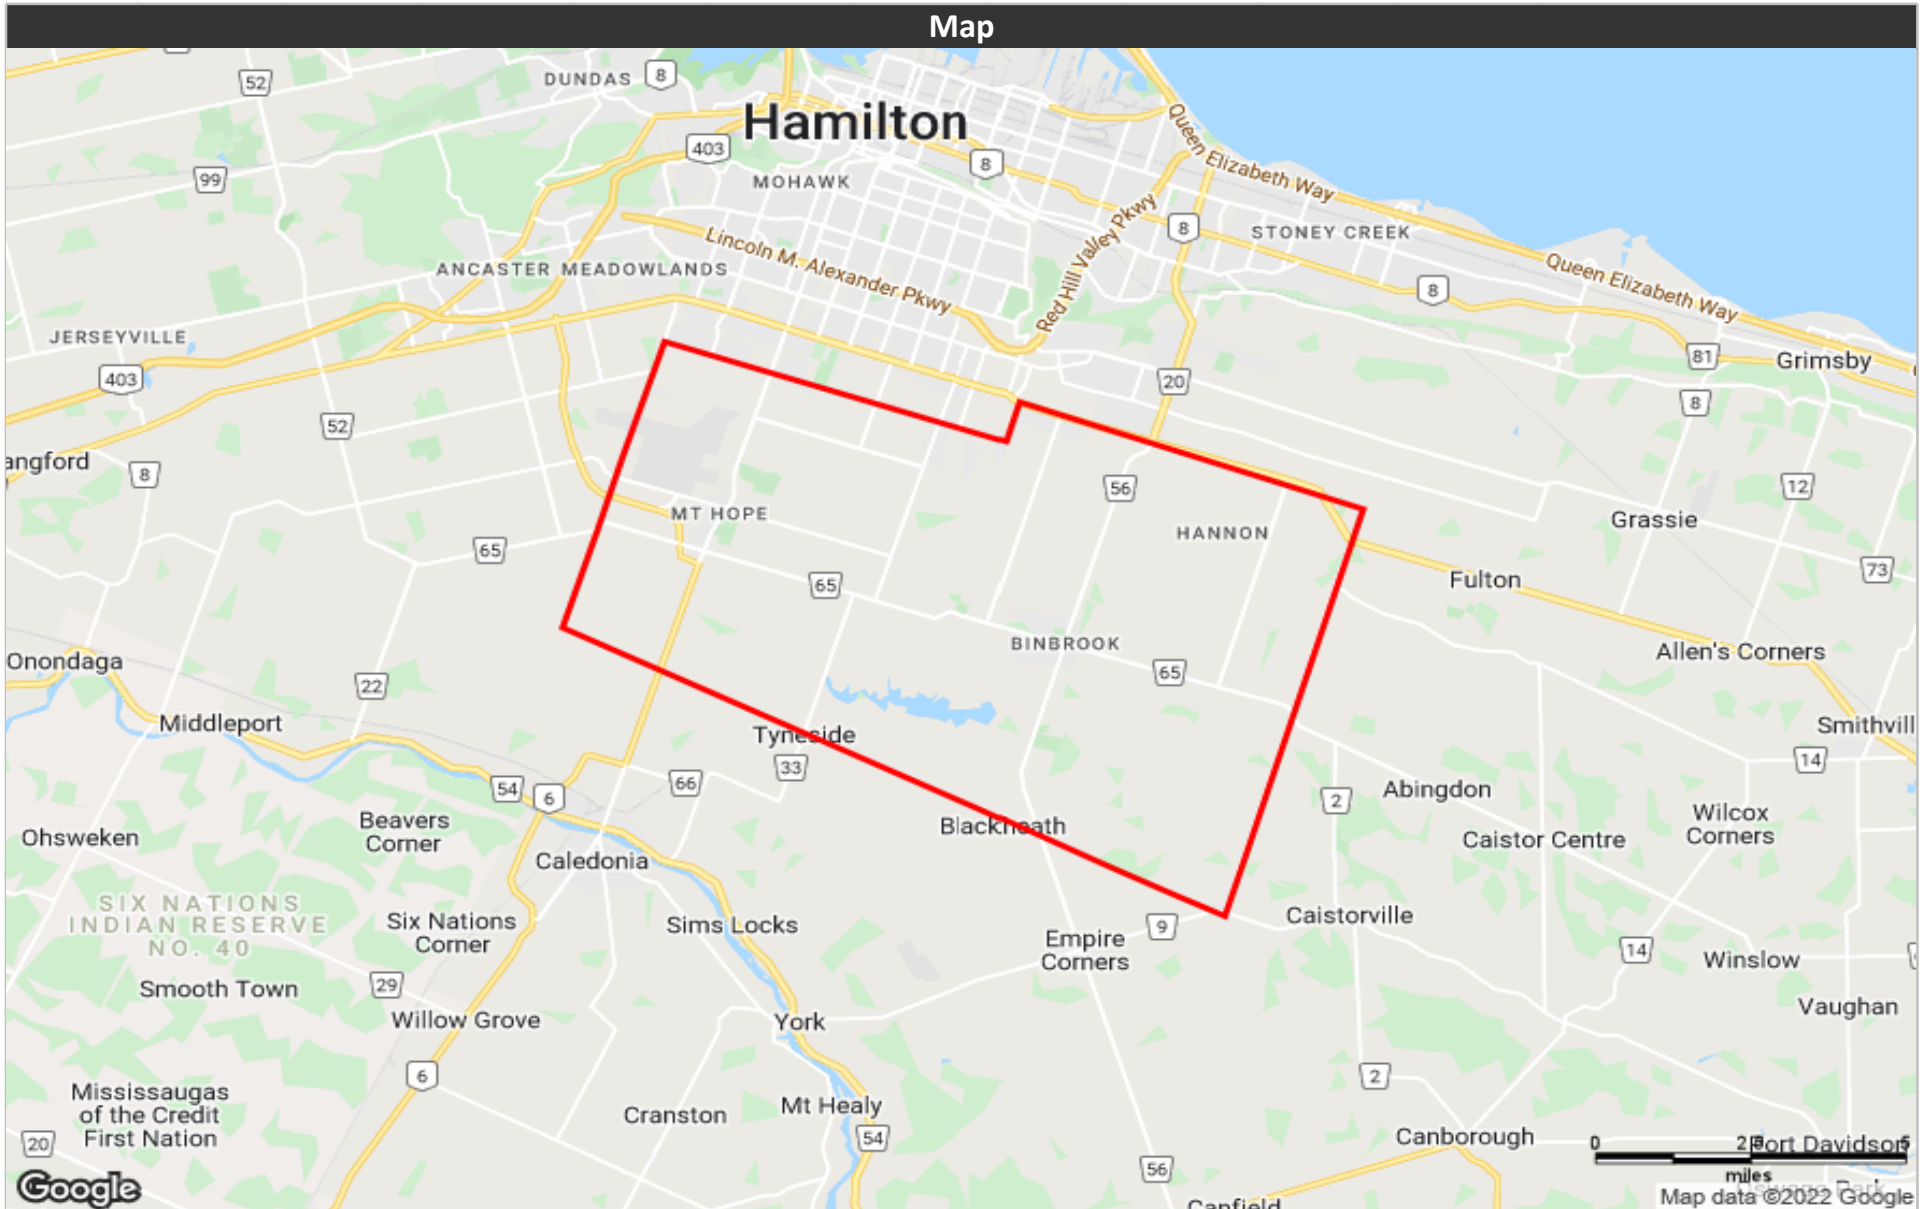 Map
52
DUNDAS
8
Hamilton
403
8
99
MOHAWK
Queen Elizabeth Way
Lincoln M. Alexander Pkwy
Red Hill Valley Pkwy
8
STONEY CREEK
ANCASTER
MEADOWLANDS
8
Queen Elizabeth Way
JERSEYVILLE
403
20
81
Grimsby
8
52
angford
8
56
12
Grassie
MT HOPE
HANNON
65
65
73
Fulton
BINBROOK
Allen's Corners
Onondaga
22
65
Middleport
Tyneside
Smithvill
33
14
66
54
6
2
Abingdon
Beavers
Corner
Blackheath
Wilcox
Corners
Ohsweken
Caistor Centre
Caledonia
SIX NATIONS
INDIAN RESERVE
NO. 40
Six Nations
Corner
Sims Locks
9
Caistorville
Empire
Corners
14
Winslow
29
Smooth Town
Vaughan
Willow Grove
York
6
2
Mississaugas
of the Credit
First Nation
Cranston
Mt Healy
20
54
Canborough
0
5
Port Davidson
56
miles
Google
Canfield
Map data ©2022 Google